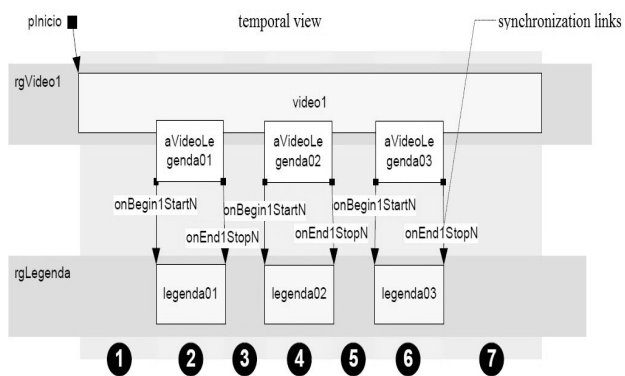 pInicio
temporal view
synchronization links
rgVideo1
video1
aVideoLe
genda01
aVideoLe
genda02
aVideoLe
genda03
onBegin1StartN
onEnd1StopN
onBegin1StartN
onEnd1StopN
onBegin1StartN
onEnd1StopN
rgLegenda
legenda01
legenda02
legenda03
1 2 3 4 5 6 7